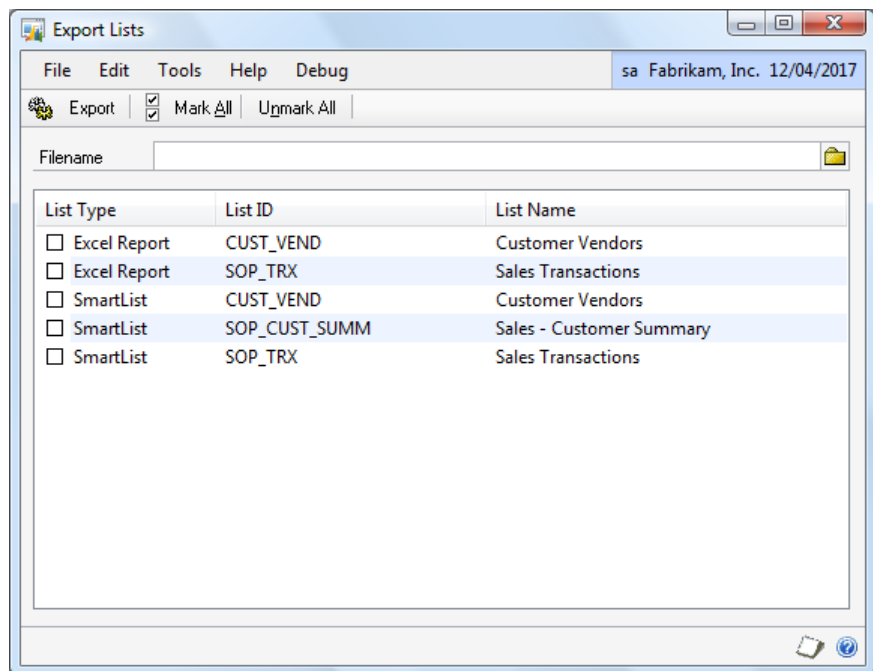 Export Lists
File Edit Tools Help Debug sa Fabrikam, Inc. 12/04/2017
Export Mark All Unmark All
Filename
List Type List ID List Name
Excel Report CUST_VEND Customer Vendors
Excel Report SOP_TRX Sales Transactions
SmartList CUST_VEND Customer Vendors
SmartList SOP_CUST_SUMM Sales - Customer Summary
SmartList SOP_TRX Sales Transactions